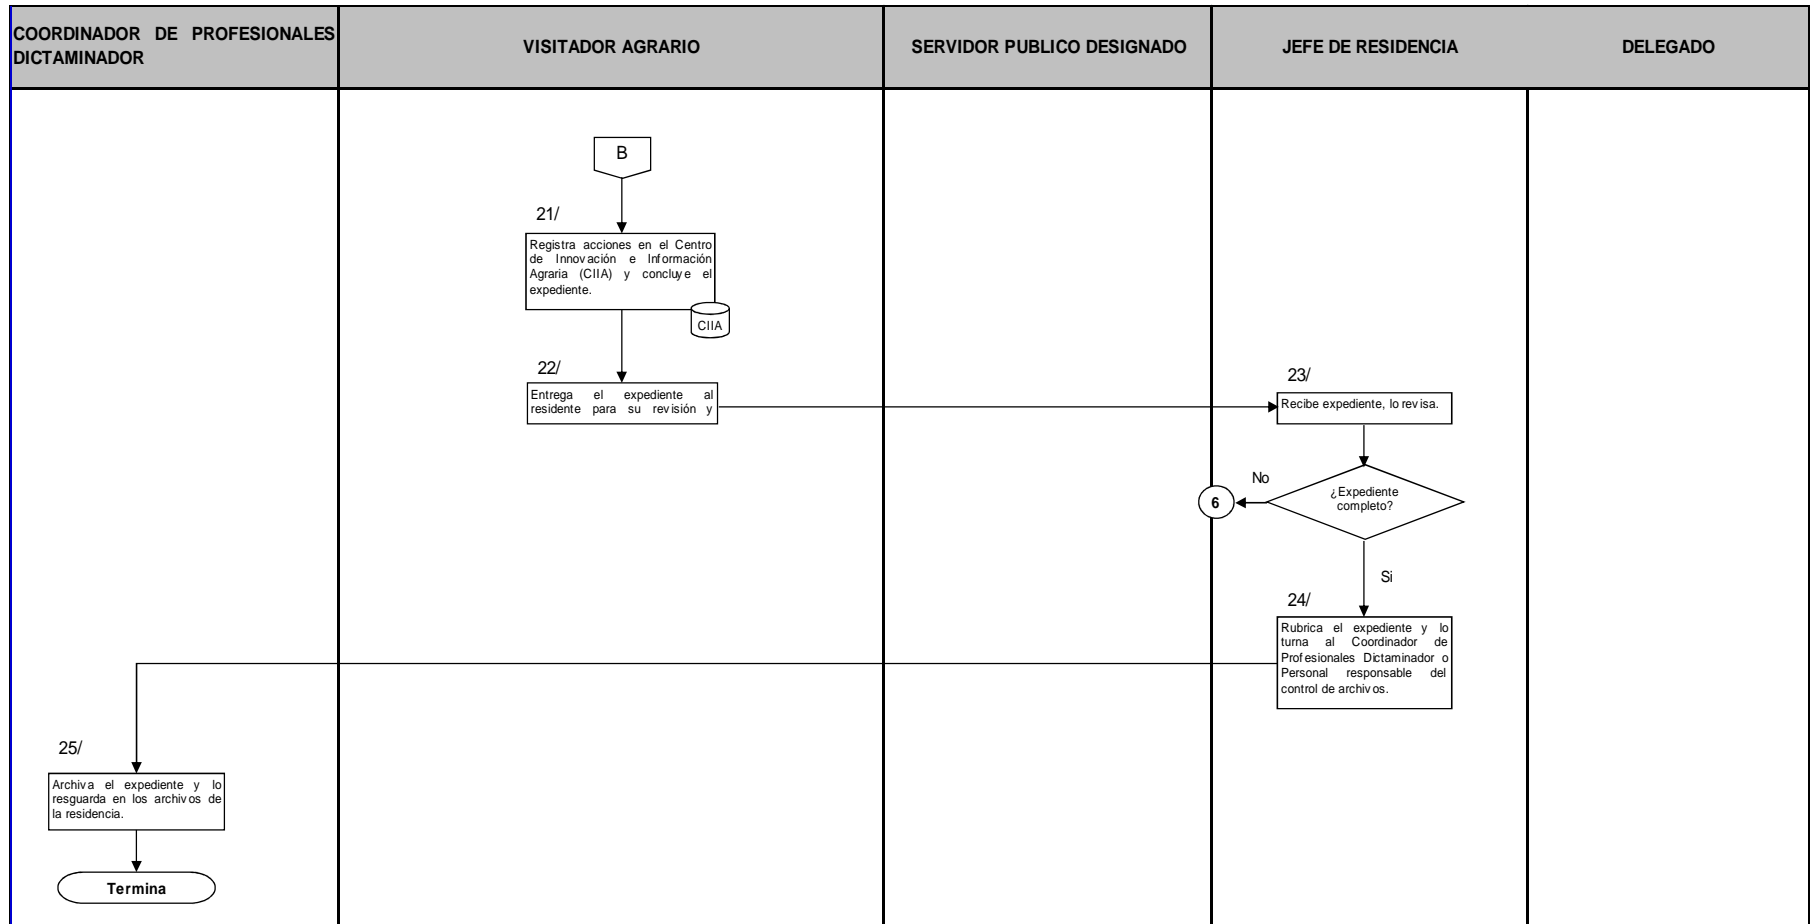 COORDINADOR DE PROFESIONALES
DICTAMINADOR
VISITADOR AGRARIO
SERVIDOR PUBLICO DESIGNADO
JEFE DE RESIDENCIA
DELEGADO
B
21/
Registra acciones en el Centro
de Innovación e Información
Agraria (CIIA) y concluye el
expediente.
CIIA
22/
Entrega el expediente al
residente para su revisión y
23/
Recibe expediente, lo revisa.
¿Expediente
completo?
No
6
Si
24/
Rubrica el expediente y lo
turna al Coordinador de
Profesionales Dictaminador o
Personal responsable del
control de archivos.
25/
Archiva el expediente y lo
resguarda en los archivos de
la residencia.
Termina